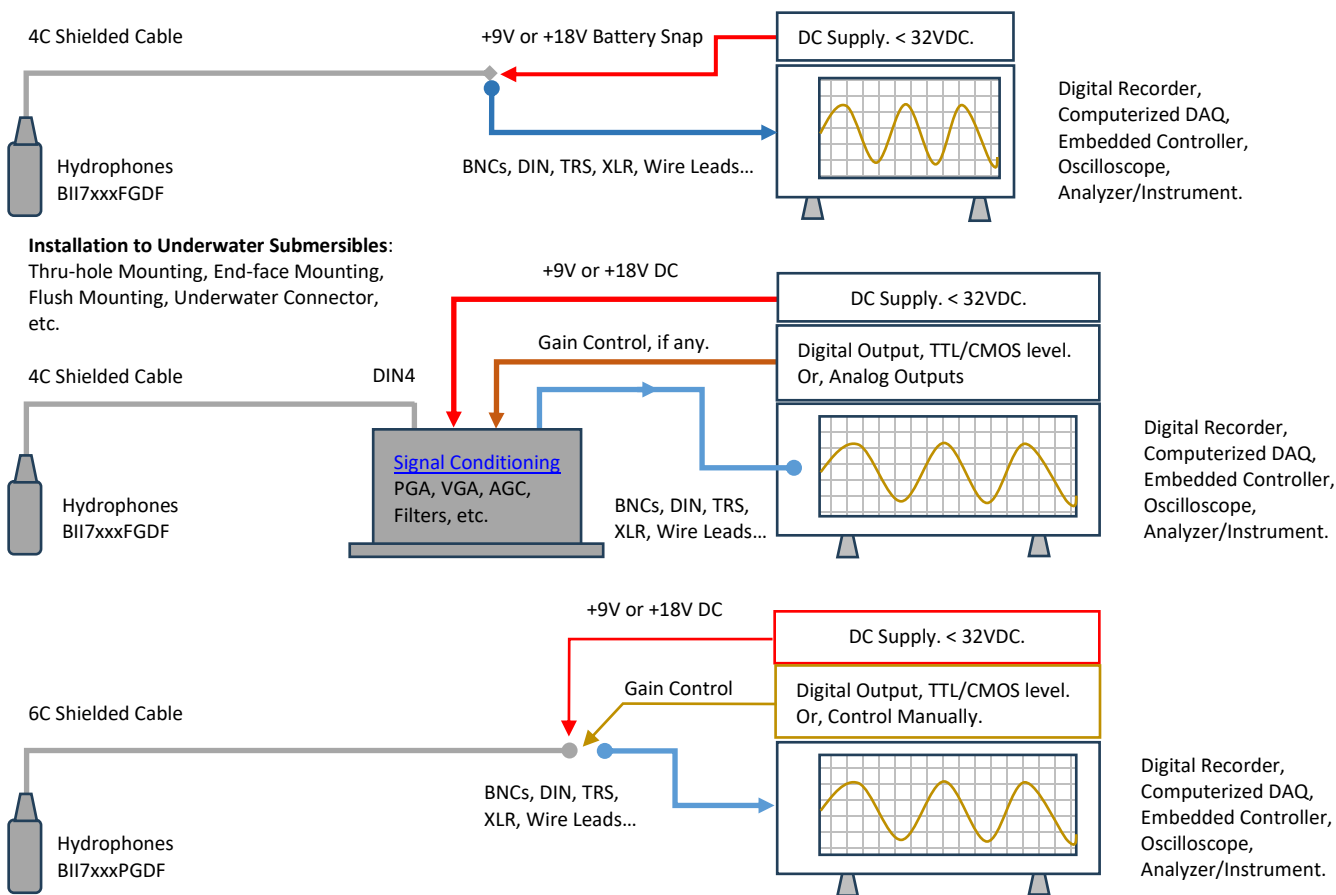 4C Shielded Cable
+9V or +18V Battery Snap
DC Supply. < 32VDC.
Hydrophones
BII7xxxFGDF
BNCs, DIN, TRS, XLR, Wire Leads…
Digital Recorder,
Computerized DAQ,
Embedded Controller,
Oscilloscope,
Analyzer/Instrument.
Installation to Underwater Submersibles:
Thru-hole Mounting, End-face Mounting,
Flush Mounting, Underwater Connector,
etc.
+9V or +18V DC
DC Supply. < 32VDC.
Gain Control, if any.
Digital Output, TTL/CMOS level.
Or, Analog Outputs
4C Shielded Cable
DIN4
Signal Conditioning
PGA, VGA, AGC,
Filters, etc.
Hydrophones
BII7xxxFGDF
BNCs, DIN, TRS,
XLR, Wire Leads…
Digital Recorder,
Computerized DAQ,
Embedded Controller,
Oscilloscope,
Analyzer/Instrument.
+9V or +18V DC
DC Supply. < 32VDC.
Gain Control
Digital Output, TTL/CMOS level.
Or, Control Manually.
6C Shielded Cable
BNCs, DIN, TRS,
XLR, Wire Leads…
Hydrophones
BII7xxxPGDF
Digital Recorder,
Computerized DAQ,
Embedded Controller,
Oscilloscope,
Analyzer/Instrument.